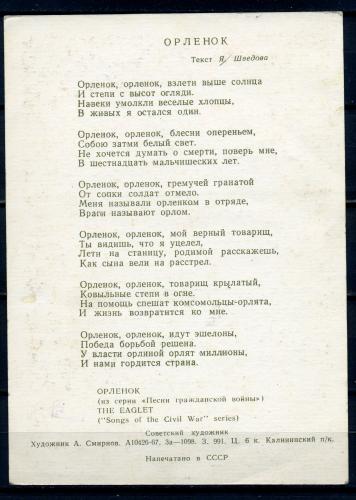 ОРЛЕНОК
Текст Я. Шведова
Орленок, орленок, взлети выше солнца
И степи с высот огляди.
Навеки умолкли веселые хлопцы,
В живых я остался один.
Орленок, орленок, блесни опереньем,
Собою затми белый свет.
Не хочется думать о смерти, поверь мне,
В шестнадцать мальчишеских лет.
Орленок, орленок, гремучей гранатой
От сопки солдат отмело.
Меня называли орленком в отряде,
Враги называют орлом.
Орленок, орленок, мой верный товарищ,
Ты видишь, что я уцелел,
Лети на станицу, родимой расскажешь,
Как сына вели на расстрел.
Орленок, орленок, товарищ крылатый,
Ковыльные степи в огне.
На помощь спешат комсомольцы-орлята,
И жизнь возвратится ко мне.
Орленок, орленок, идут эшелоны,
Победа борьбой решена.
У власти орлиной орлят миллионы,
И нами гордится страна.
ОРЛЕНОК
(из серии «Песни гражданской войны»)
THE EAGLET
("Songs of the Civil War" series)
Советский художник
Художник А. Смирнов. А10426-67. Зак—1098. З. 991. Ц. 6 к. Калининский п/к.
Напечатано в СССР